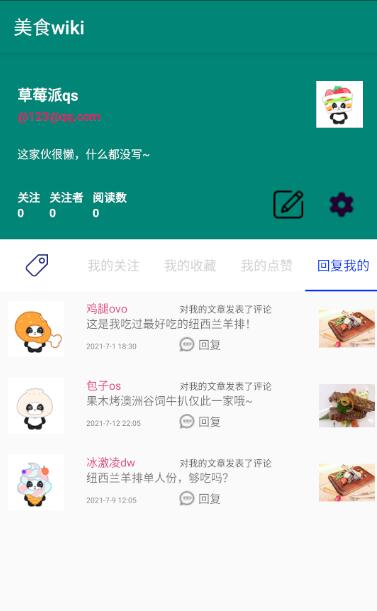 美食wiki
草莓派qs
@123@qq.com
这家伙很懒，什么都没写~
关注 关注者 阅读数
0 0 0
我的关注 我的收藏 我的点赞 回复我的
鸡腿ovo 对我的文章发表了评论
这是我吃过最好吃的纽西兰羊排！
2021-7-1 18:30 回复
包子os 对我的文章发表了评论
果木烤澳洲谷饲牛扒仅此一家哦~
2021-7-12 22:05 回复
冰激凌dw 对我的文章发表了评论
纽西兰羊排单人份，够吃吗？
2021-7-9 12:05 回复